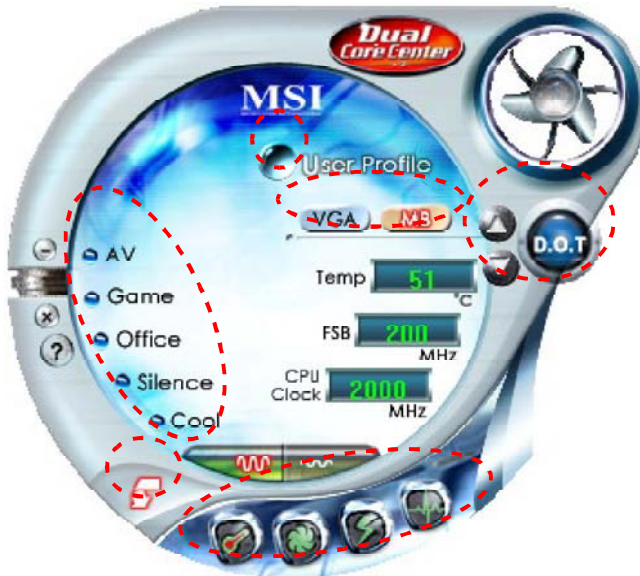 Dual
Core Center
MSI
User Profile
VGA MB
D.O.T
AV
Game
Office
Silence
Cool
Temp 51 °C
FSB 200 MHz
CPU Clock 2000 MHz
?